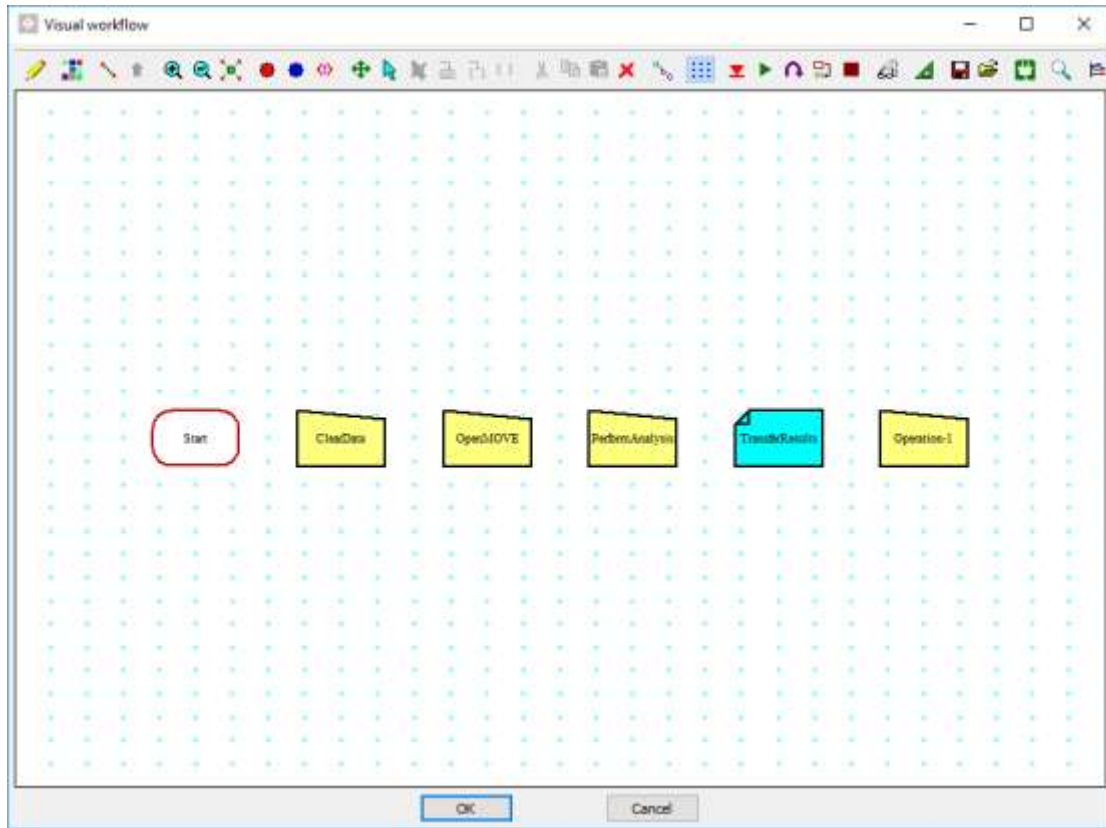 Visual workflow
Start
ClearData
OpenMOVE
PerformAnalysis
TransferResults
Operation-1
OK
Cancel